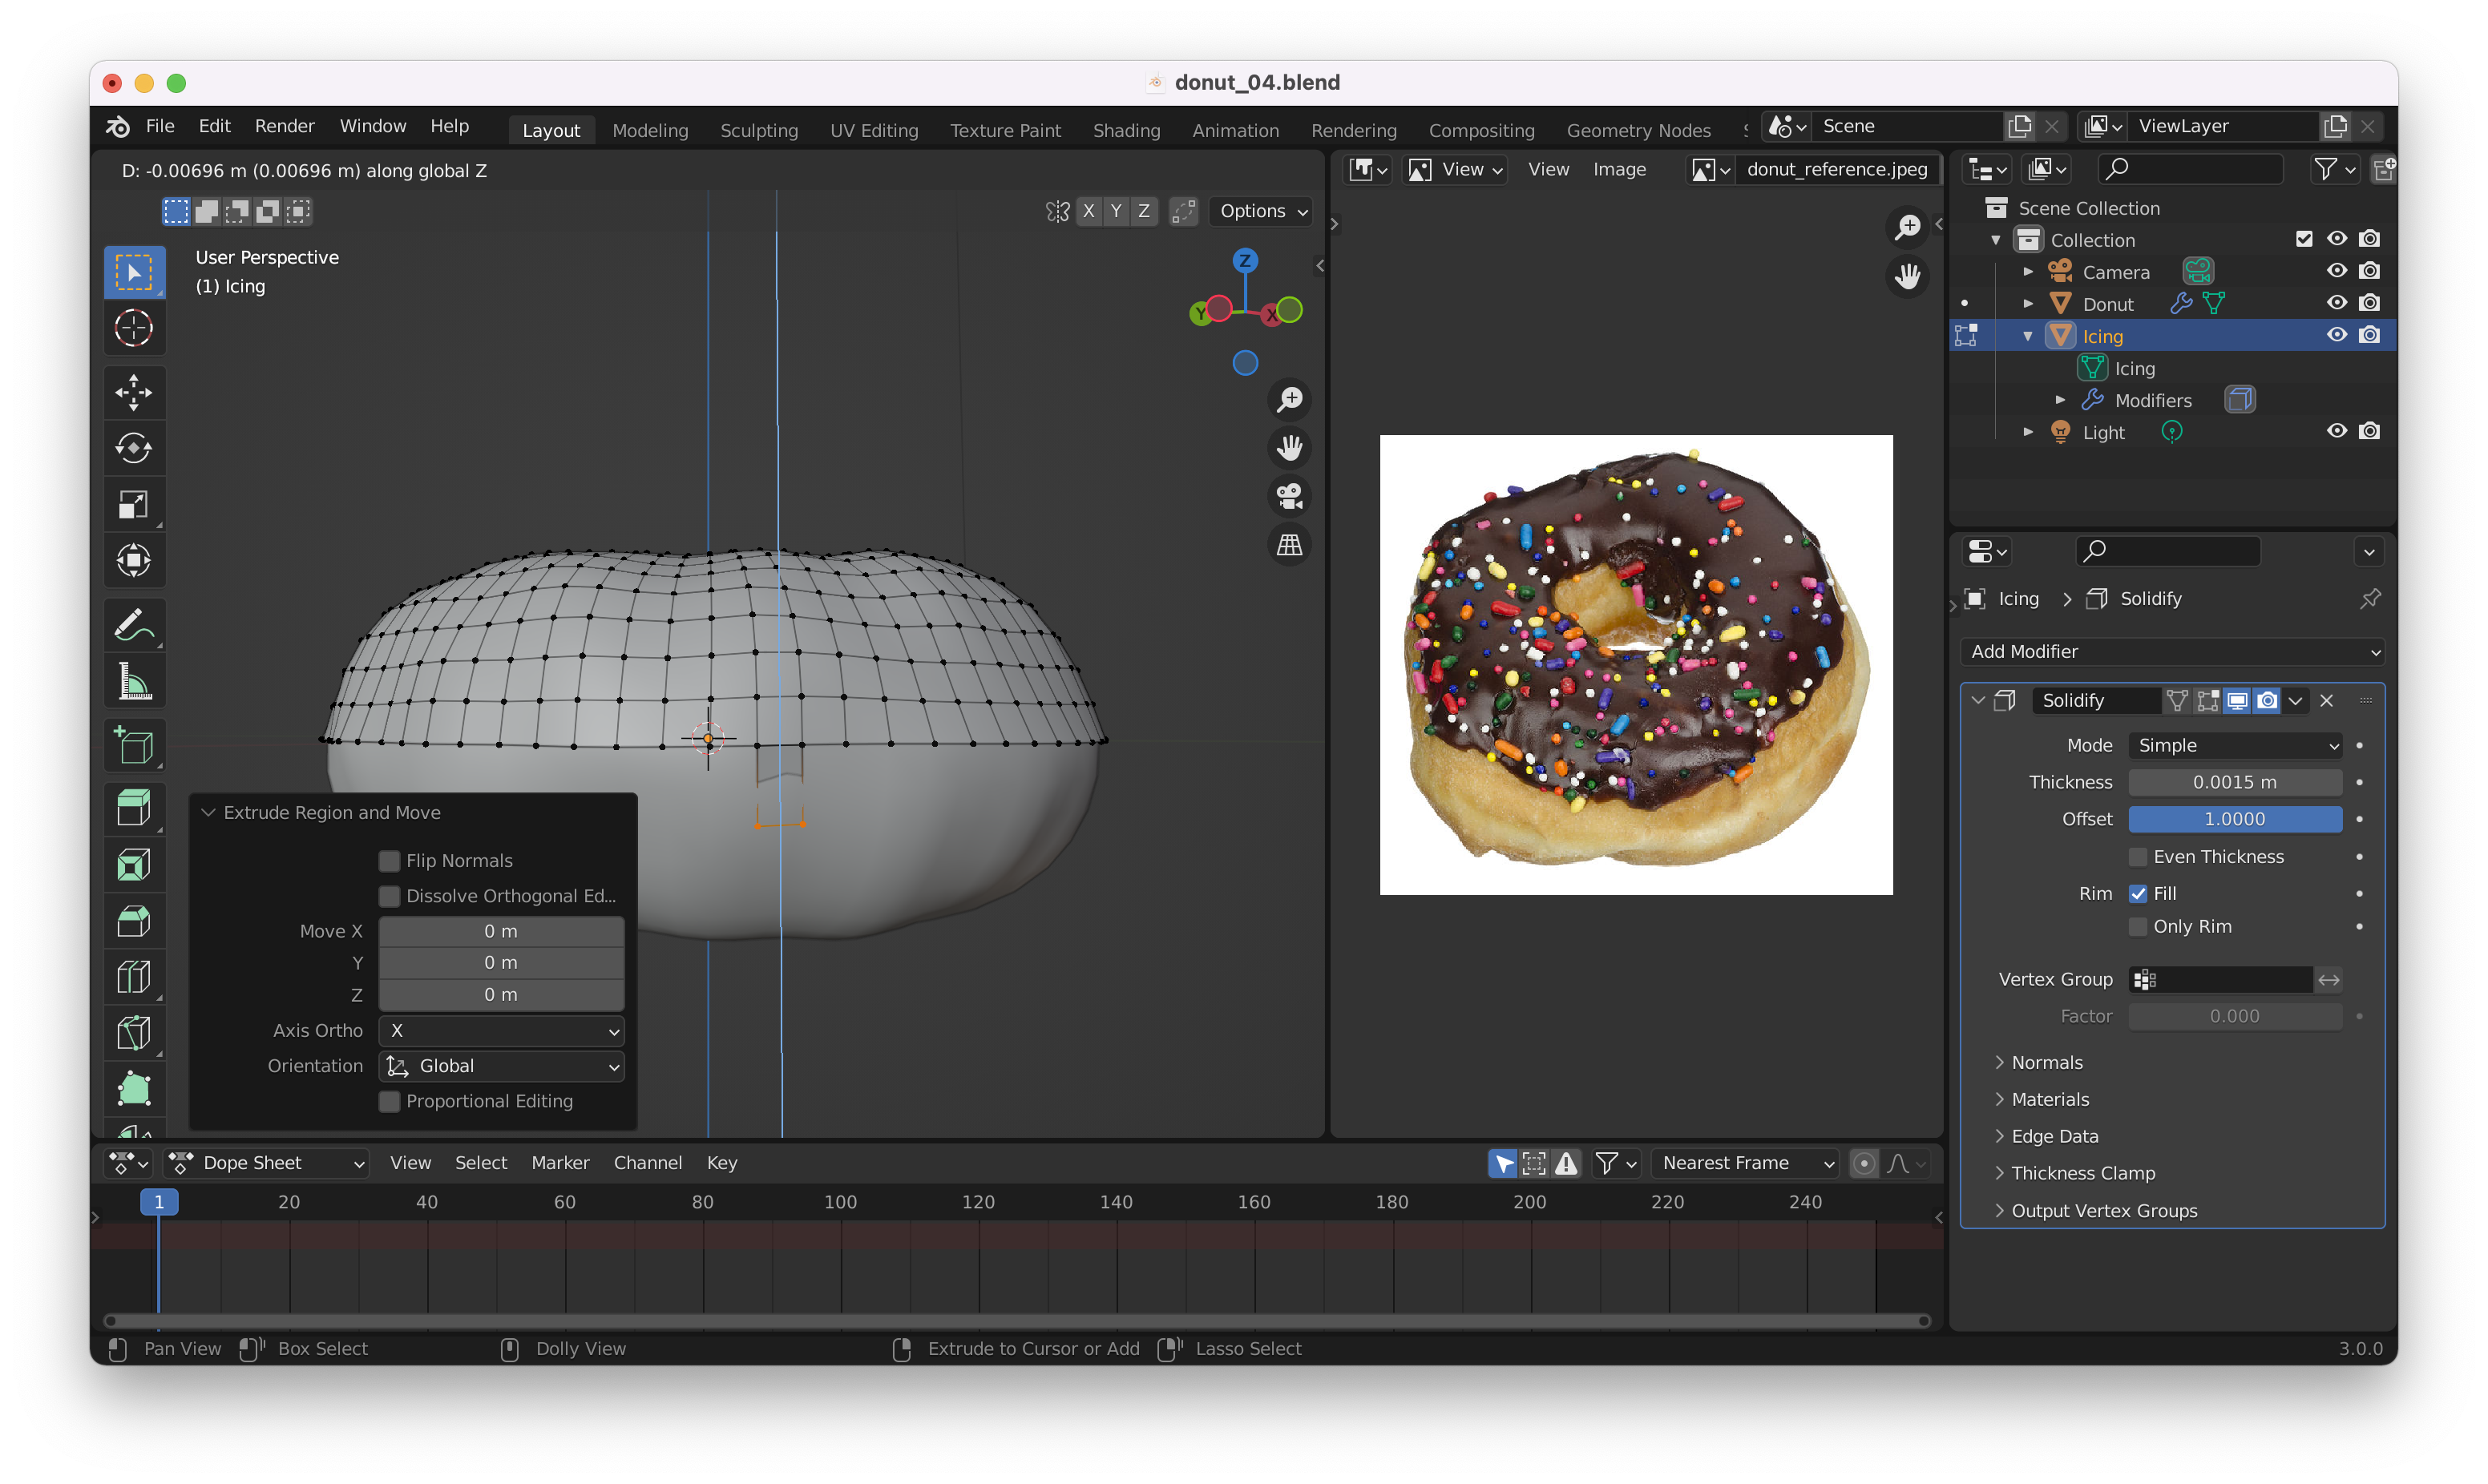 donut_04.blend
File Edit Render Window Help Layout Modeling Sculpting UV Editing Texture Paint Shading Animation Rendering Compositing Geometry Nodes Scene ViewLayer
D: -0.00696 m (0.00696 m) along global Z
X Y Z Options
User Perspective
(1) Icing
Z
Y X
View View Image donut_reference.jpeg
Scene Collection
Collection
Camera
Donut
Icing
Icing
Modifiers
Light
Icing > Solidify
Add Modifier
Solidify
Mode Simple
Thickness 0.0015 m
Offset 1.0000
Even Thickness
Rim Fill
Only Rim
Vertex Group
Factor 0.000
Normals
Materials
Edge Data
Thickness Clamp
Output Vertex Groups
Extrude Region and Move
Flip Normals
Dissolve Orthogonal Ed...
Move X 0 m
Y 0 m
Z 0 m
Axis Ortho X
Orientation Global
Proportional Editing
Dope Sheet View Select Marker Channel Key Nearest Frame
1 20 40 60 80 100 120 140 160 180 200 220 240
Pan View Box Select Dolly View Extrude to Cursor or Add Lasso Select 3.0.0